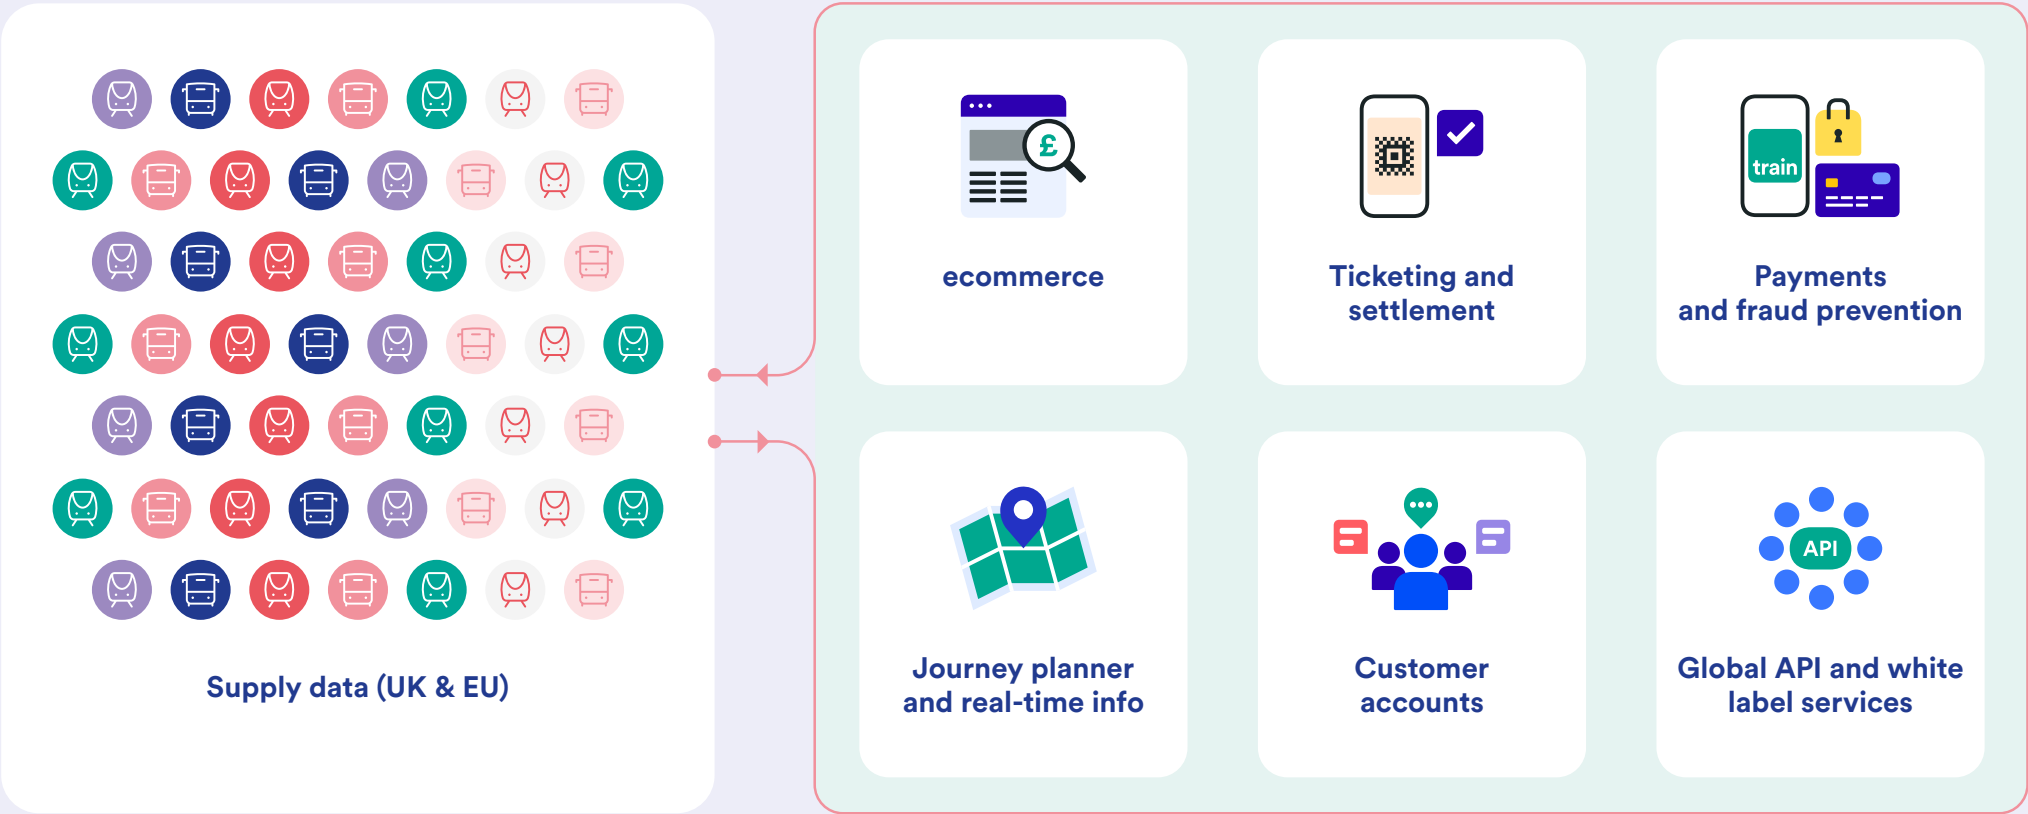 Supply data (UK & EU)
£
ecommerce
Ticketing and
settlement
train
Payments
and fraud prevention
Journey planner
and real-time info
Customer
accounts
API
Global API and white
label services